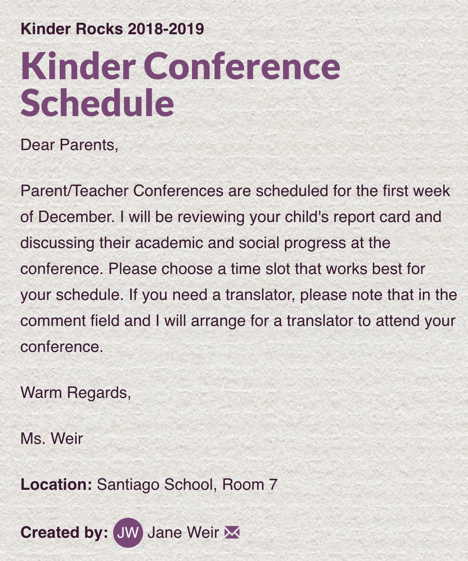 Kinder Rocks 2018-2019
Kinder Conference
Schedule
Dear Parents,
Parent/Teacher Conferences are scheduled for the first week
of December. I will be reviewing your child's report card and
discussing their academic and social progress at the
conference. Please choose a time slot that works best for
your schedule. If you need a translator, please note that in the
comment field and I will arrange for a translator to attend your
conference.
Warm Regards,
Ms. Weir
Location: Santiago School, Room 7
Created by: JW Jane Weir